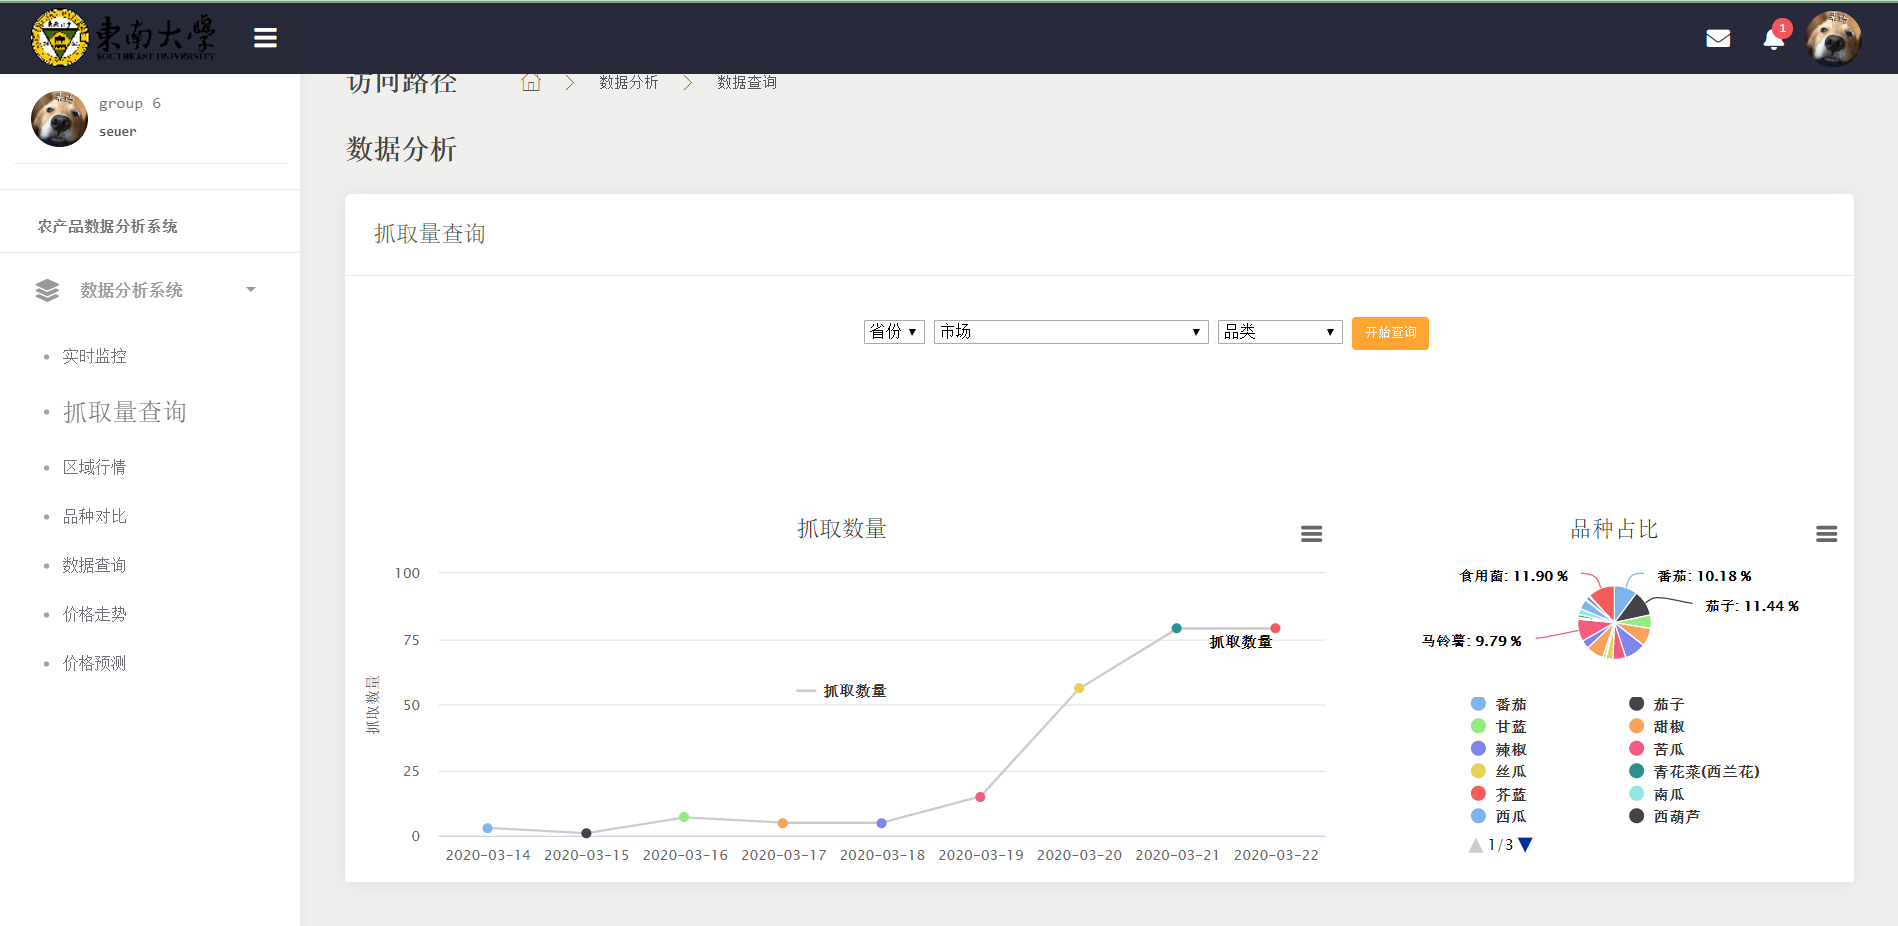 東南大學
SOUTHEAST UNIVERSITY
1
group 6
seuer
农产品数据分析系统
数据分析系统
实时监控
抓取量查询
区域行情
品种对比
数据查询
价格走势
价格预测
访问路径 数据分析 数据查询
数据分析
抓取量查询
省份 市场 品类 开始查询
抓取数量
抓取数量
100
75
50
25
0
抓取数量
抓取数量
2020-03-14 2020-03-15 2020-03-16 2020-03-17 2020-03-18 2020-03-19 2020-03-20 2020-03-21 2020-03-22
品种占比
食用菌: 11.90 % 番茄: 10.18 %
茄子: 11.44 %
马铃薯: 9.79 %
番茄 茄子
甘蓝 甜椒
辣椒 苦瓜
丝瓜 青花菜(西兰花)
芥蓝 南瓜
西瓜 西葫芦
1/3